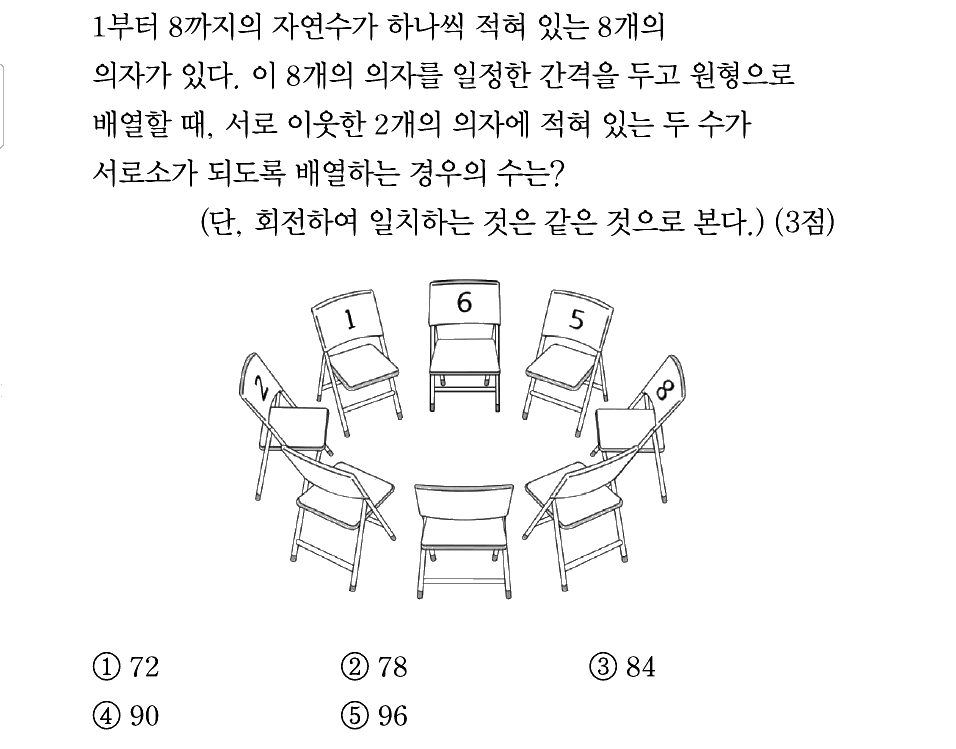 1부터 8까지의 자연수가 하나씩 적혀 있는 8개의
의자가 있다. 이 8개의 의자를 일정한 간격을 두고 원형으로
배열할 때, 서로 이웃한 2개의 의자에 적혀 있는 두 수가
서로소가 되도록 배열하는 경우의 수는?
(단, 회전하여 일치하는 것은 같은 것으로 본다.) (3점)
6
1 5
2 8
① 72 ② 78 ③ 84
④ 90 ⑤ 96